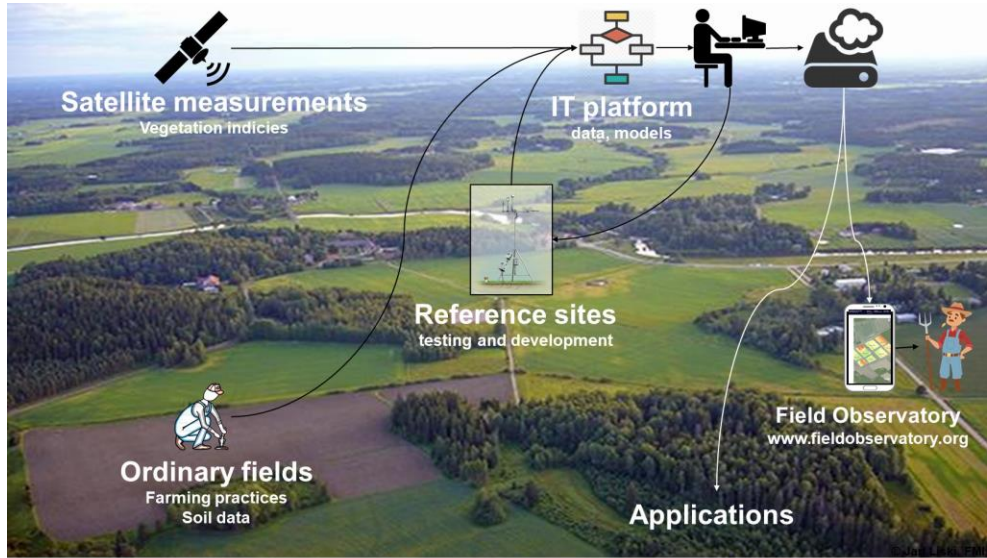 Satellite measurements
Vegetation indicies
IT platform
data, models
Reference sites
testing and development
Field Observatory
www.fieldobservatory.org
Ordinary fields
Farming practices
Soil data
Applications